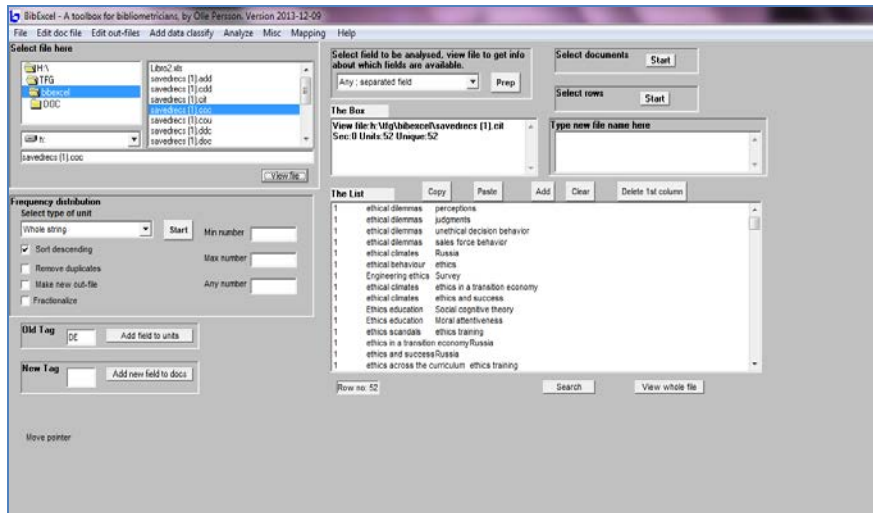 BibExcel - A toolbox for bibliometricians, by Olle Persson. Version 2013-12-09
File Edit doc file Edit out-files Add data classify Analyze Misc Mapping Help
Select file here
H:\
TFG
bibexcel
DOC
Libro2.xls
savedrecs (1).add
savedrecs (1).cdd
savedrecs (1).cit
savedrecs (1).coc
savedrecs (1).cou
savedrecs (1).ddc
savedrecs (1).doc
h:
savedrecs (1).coc
View file
Select field to be analysed, view file to get info
about which fields are available.
Any ; separated field
Prep
Select documents
Start
Select rows
Start
The Box
View file:h:\tfg\bibexcel\savedrecs (1).cit
Sec:0 Units:52 Unique:52
Type new file name here
Frequency distribution
Select type of unit
Whole string
Start
Sort descending
Remove duplicates
Make new out-file
Fractionalize
Min number
Max number
Any number
Old Tag
DE
Add field to units
New Tag
Add new field to docs
Move pointer
The List
Copy
Paste
Add
Clear
Delete 1st column
1 ethical dilemmas perceptions
1 ethical dilemmas judgments
1 ethical dilemmas unethical decision behavior
1 ethical dilemmas sales force behavior
1 ethical climates Russia
1 ethical behaviour ethics
1 Engineering ethics Survey
1 ethical climates ethics in a transition economy
1 ethical climates ethics and success
1 Ethics education Social cognitive theory
1 Ethics education Moral attentiveness
1 ethics scandals ethics training
1 ethics in a transition economy Russia
1 ethics and success Russia
1 ethics across the curriculum ethics training
Row no: 52
Search
View whole file